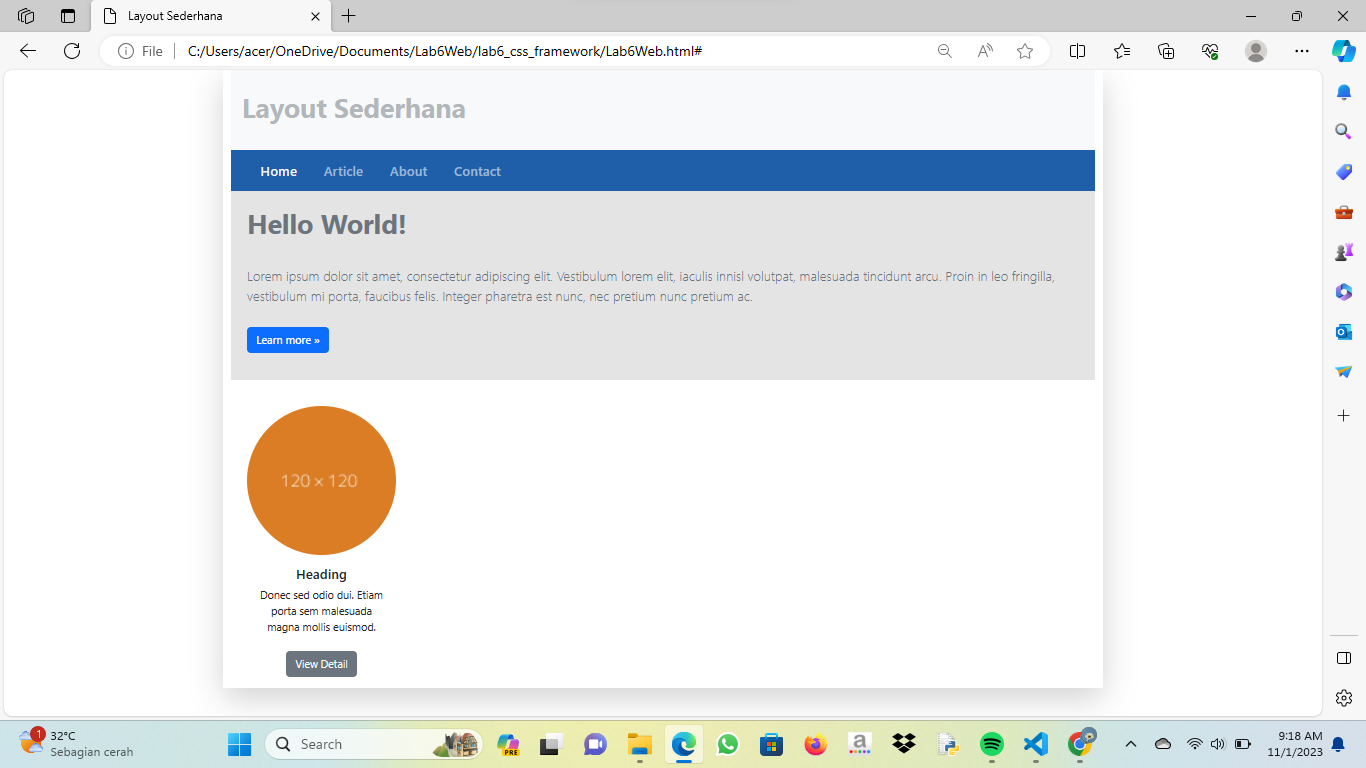 Layout Sederhana
File
C:/Users/acer/OneDrive/Documents/Lab6Web/lab6_css_framework/Lab6Web.html#
Layout Sederhana
Home Article About Contact
Hello World!
Lorem ipsum dolor sit amet, consectetur adipiscing elit. Vestibulum lorem elit, iaculis innisl volutpat, malesuada tincidunt arcu. Proin in leo fringilla,
vestibulum mi porta, faucibus felis. Integer pharetra est nunc, nec pretium nunc pretium ac.
Learn more »
120 × 120
Heading
Donec sed odio dui. Etiam
porta sem malesuada
magna mollis euismod.
View Detail
1
32°C
Sebagian cerah
Search
PRE
a
9:18 AM
11/1/2023